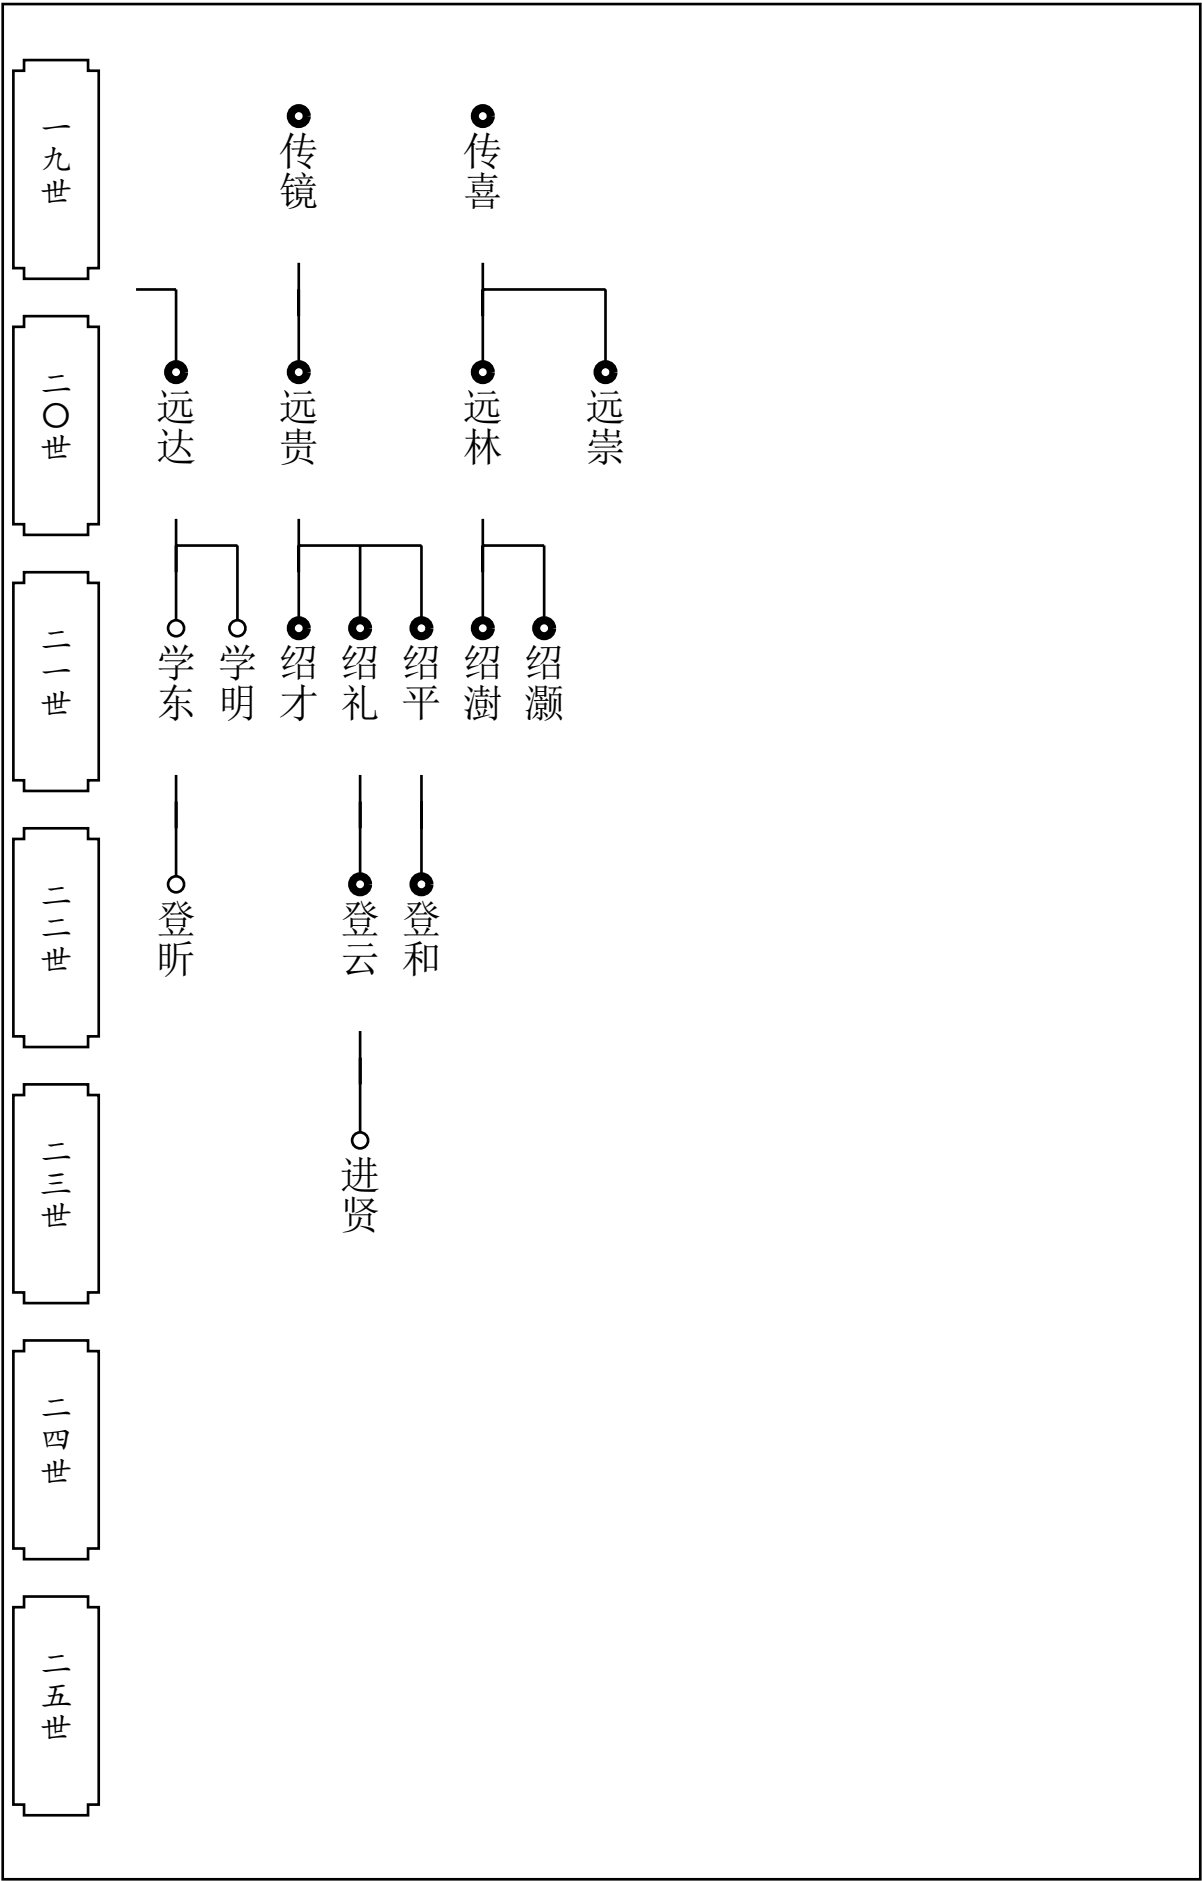 一九世
传镜
传喜
二〇世
远达
远贵
远林
远崇
二一世
学东
学明
绍才
绍礼
绍平
绍澍
绍灏
二二世
登昕
登云
登和
二三世
进贤
二四世
二五世